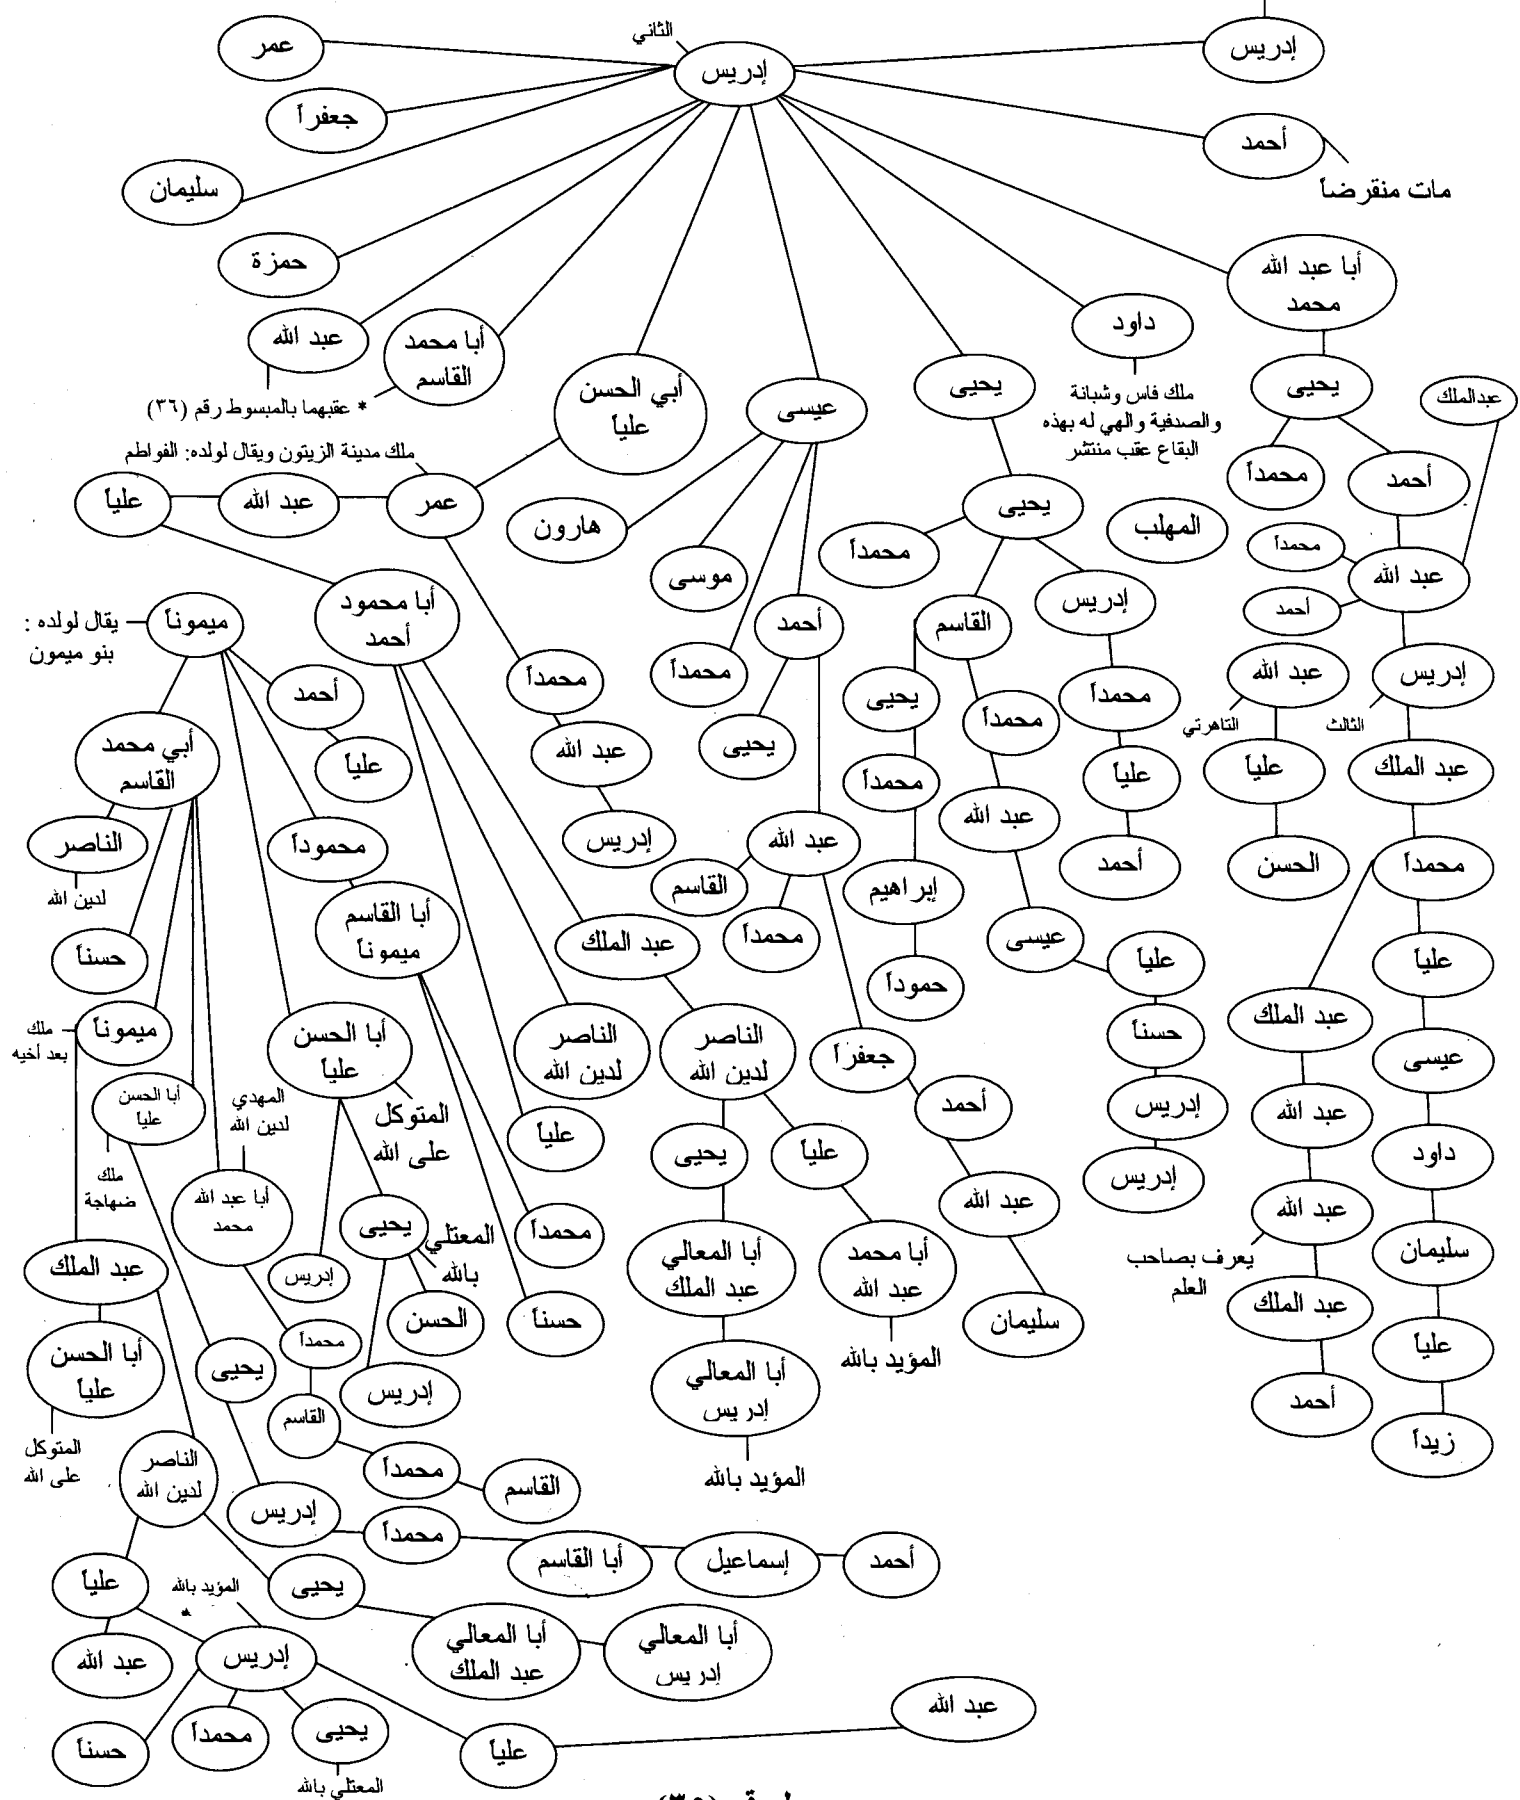 الثاني
إدريس
إدريس
عمر
جعفراً
سليمان
حمزة
عبد الله
أبا محمد
القاسم
* عقبهما بالمبسوط رقم (٣٦)
أبي الحسن
علياً
عيسى
يحيى
داود
ملك فاس وشبانة
والصدفية والهي له بهذه
البقاع عقب منتشر
أبا عبد الله
محمد
أحمد
مات منقرضاً
يحيى
عبدالملك
محمداً
أحمد
محمداً
عبد الله
أحمد
عبد الله
التاهرتي
إدريس
الثالث
علياً
عبد الملك
الحسن
محمداً
علياً
عبد الملك
عيسى
عبد الله
داود
عبد الله
يعرف بصاحب
العلم
سليمان
عبد الملك
علياً
أحمد
زيداً
المهلب
يحيى
محمداً
القاسم
إدريس
يحيى
محمداً
محمداً
محمداً
عبد الله
علياً
إبراهيم
أحمد
حموداً
عيسى
علياً
حسناً
إدريس
إدريس
هارون
موسى
محمداً
أحمد
يحيى
عبد الله
القاسم
محمداً
جعفراً
أحمد
عبد الله
سليمان
ملك مدينة الزيتون ويقال لولده: الفواطم
عمر
عبد الله
علياً
محمداً
عبد الله
إدريس
أبا محمود
أحمد
عبد الملك
الناصر
لدين الله
الناصر
لدين الله
علياً
يحيى
علياً
أبا المعالي
عبد الملك
أبا محمد
عبد الله
المؤيد بالله
أبا المعالي
إدريس
المؤيد بالله
ميموناً
يقال لولده :
بنو ميمون
أحمد
علياً
أبي محمد
القاسم
محموداً
أبا القاسم
ميموناً
محمداً
حسناً
الناصر
لدين الله
حسناً
ميموناً
ملك
بعد أخيه
أبا الحسن
علياً
ملك
ضهاجة
المهدي
لدين الله
أبا عبد الله
محمد
أبا الحسن
علياً
المتوكل
على الله
إدريس
يحيى
المعتلي
بالله
الحسن
إدريس
عبد الملك
أبا الحسن
علياً
المتوكل
على الله
يحيى
محمداً
القاسم
محمداً
القاسم
الناصر
لدين الله
إدريس
محمداً
أبا القاسم
إسماعيل
أحمد
علياً
المؤيد بالله
يحيى
أبا المعالي
عبد الملك
أبا المعالي
إدريس
عبد الله
إدريس
حسناً
محمداً
يحيى
المعتلي بالله
علياً
عبد الله